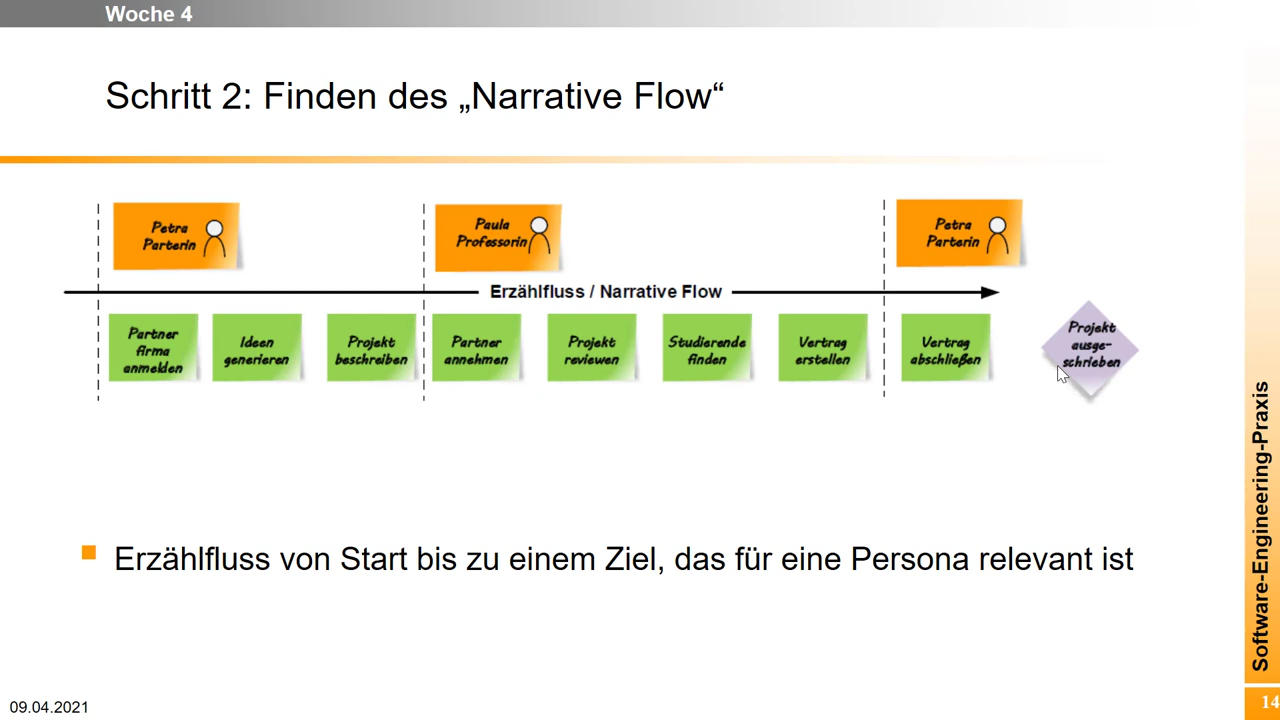 Woche 4
Schritt 2: Finden des „Narrative Flow“
Petra
Parterin
Paula
Professorin
Petra
Parterin
Erzählfluss / Narrative Flow
Partner
firma
anmelden
Ideen
generieren
Projekt
beschreiben
Partner
annehmen
Projekt
reviewen
Studierende
finden
Vertrag
erstellen
Vertrag
abschließen
Projekt
ausge-
schrieben
Erzählfluss von Start bis zu einem Ziel, das für eine Persona relevant ist
Software-Engineering-Praxis
09.04.2021
14